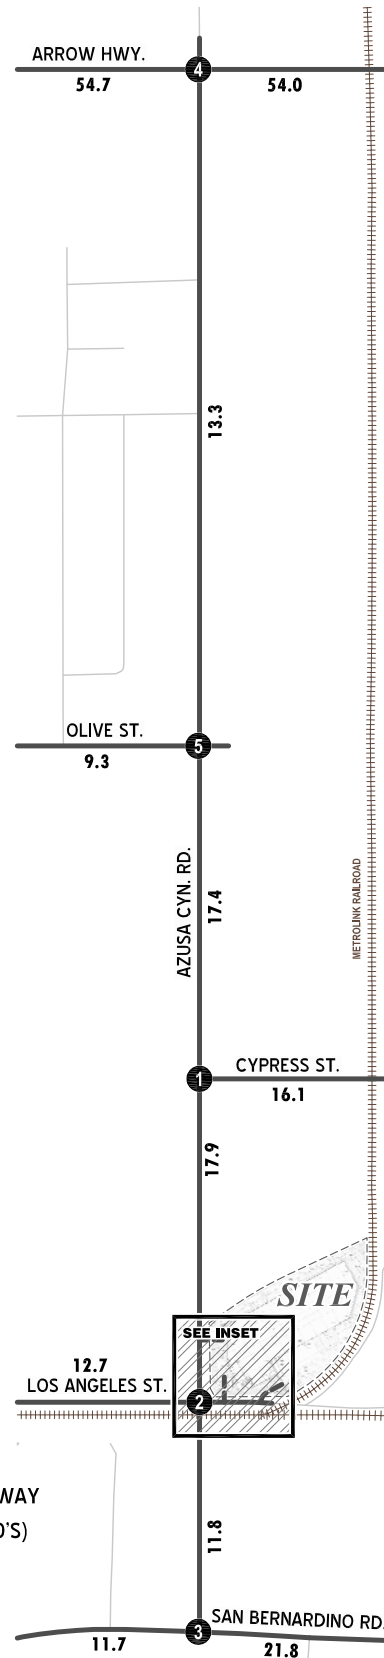 ARROW HWY.
4
54.7
54.0
13.3
OLIVE ST.
5
9.3
AZUSA CYN. RD.
17.4
METROLINK RAILROAD
1
CYPRESS ST.
16.1
17.9
SITE
SEE INSET
12.7
LOS ANGELES ST.
2
WAY
0'S)
11.8
3
SAN BERNARDINO RD.
11.7
21.8